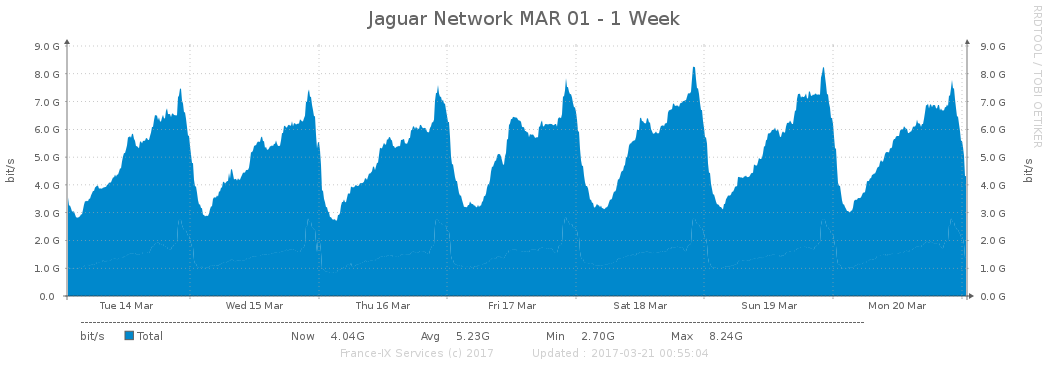 Jaguar Network MAR 01 - 1 Week
RRDTOOL / TOBI OETIKER
bit/s
9.0 G 9.0 G
8.0 G 8.0 G
7.0 G 7.0 G
6.0 G 6.0 G
5.0 G 5.0 G
4.0 G 4.0 G
3.0 G 3.0 G
2.0 G 2.0 G
1.0 G 1.0 G
0.0 0.0 G
bit/s
Tue 14 Mar Wed 15 Mar Thu 16 Mar Fri 17 Mar Sat 18 Mar Sun 19 Mar Mon 20 Mar
bit/s Total Now 4.04G Avg 5.23G Min 2.70G Max 8.24G
France-IX Services (c) 2017 Updated : 2017-03-21 00:55:04